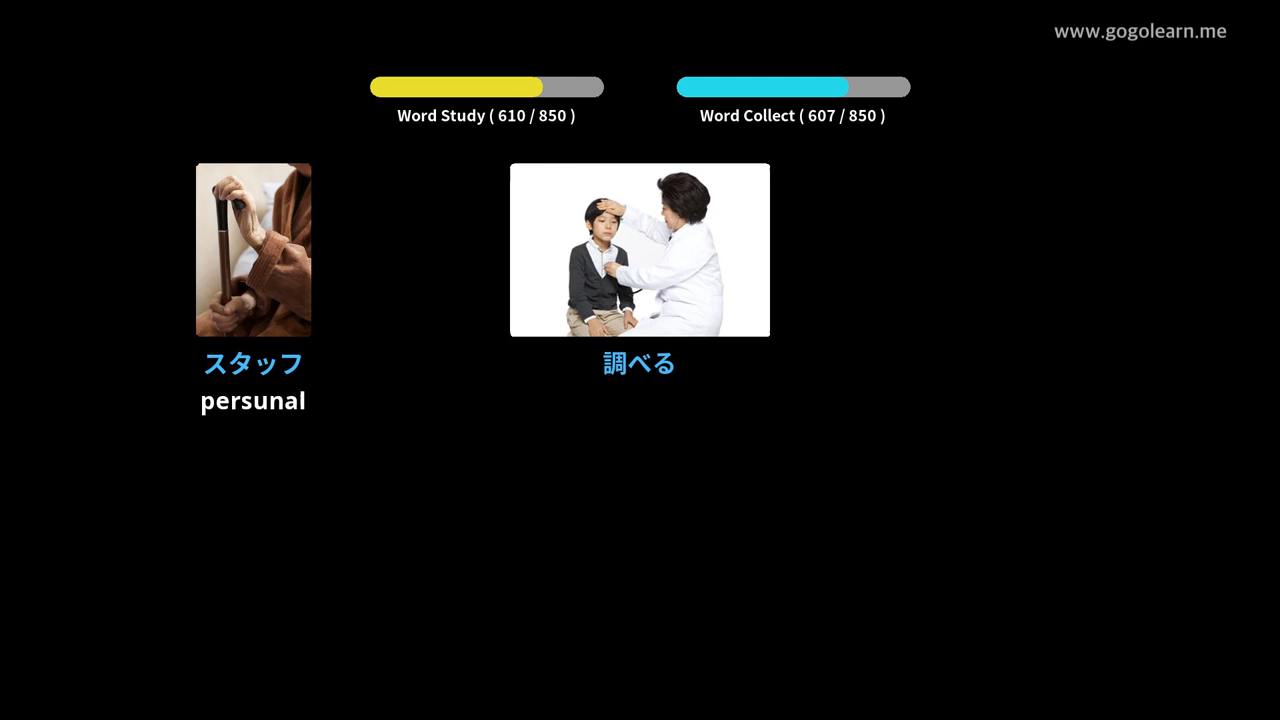 www.gogolearn.me
Word Study ( 610 / 850 )
Word Collect ( 607 / 850 )
スタッフ
persunal
調べる